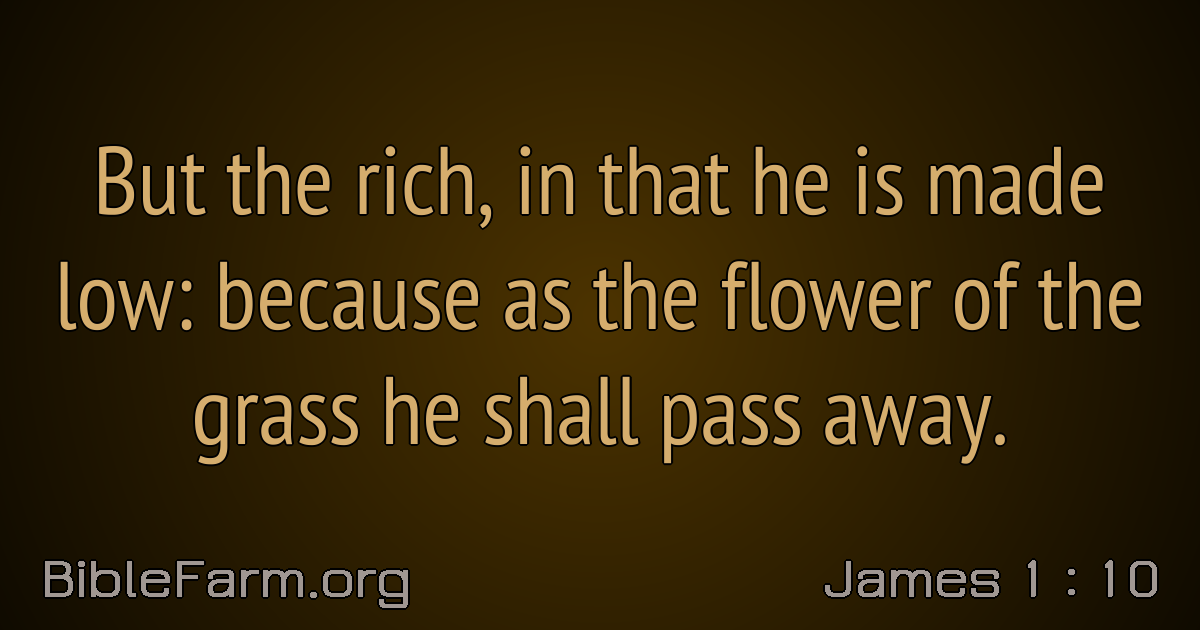 But the rich, in that he is made
low: because as the flower of the
grass he shall pass away.
BibleFarm.org
James 1 : 10